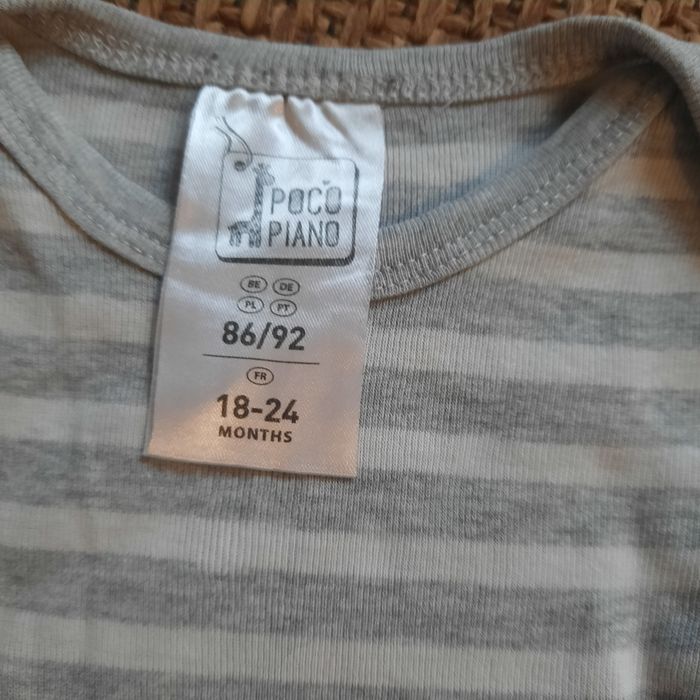 POCO
PIANO
BE DE
PL PT
86/92
FR
18-24
MONTHS